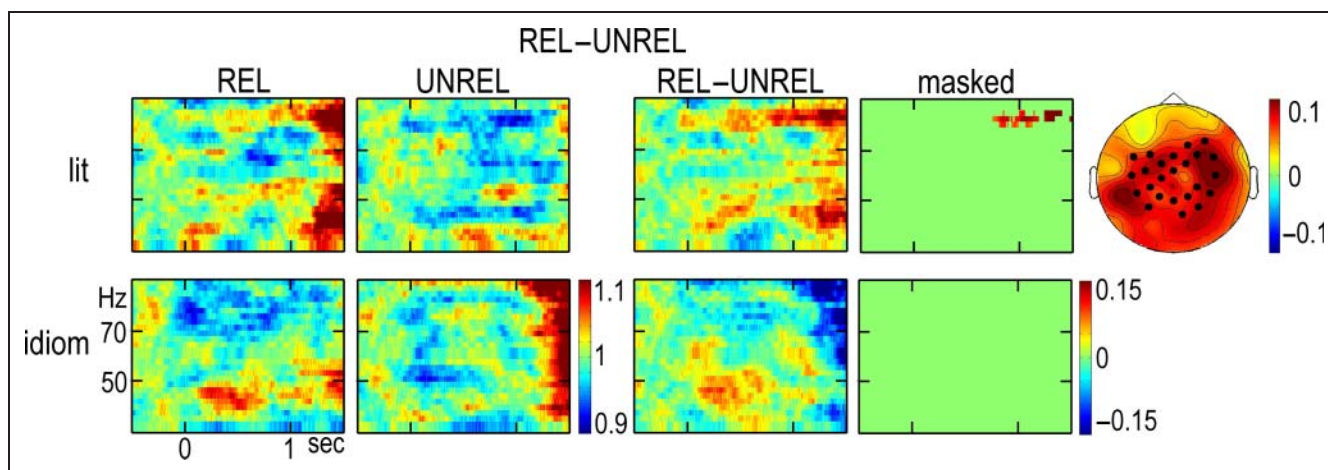 REL–UNREL
REL UNREL REL–UNREL masked
lit
0.1
0
–0.1
idiom
Hz
70
50
0 1 sec
1.1
1
0.9
0.15
0
–0.15